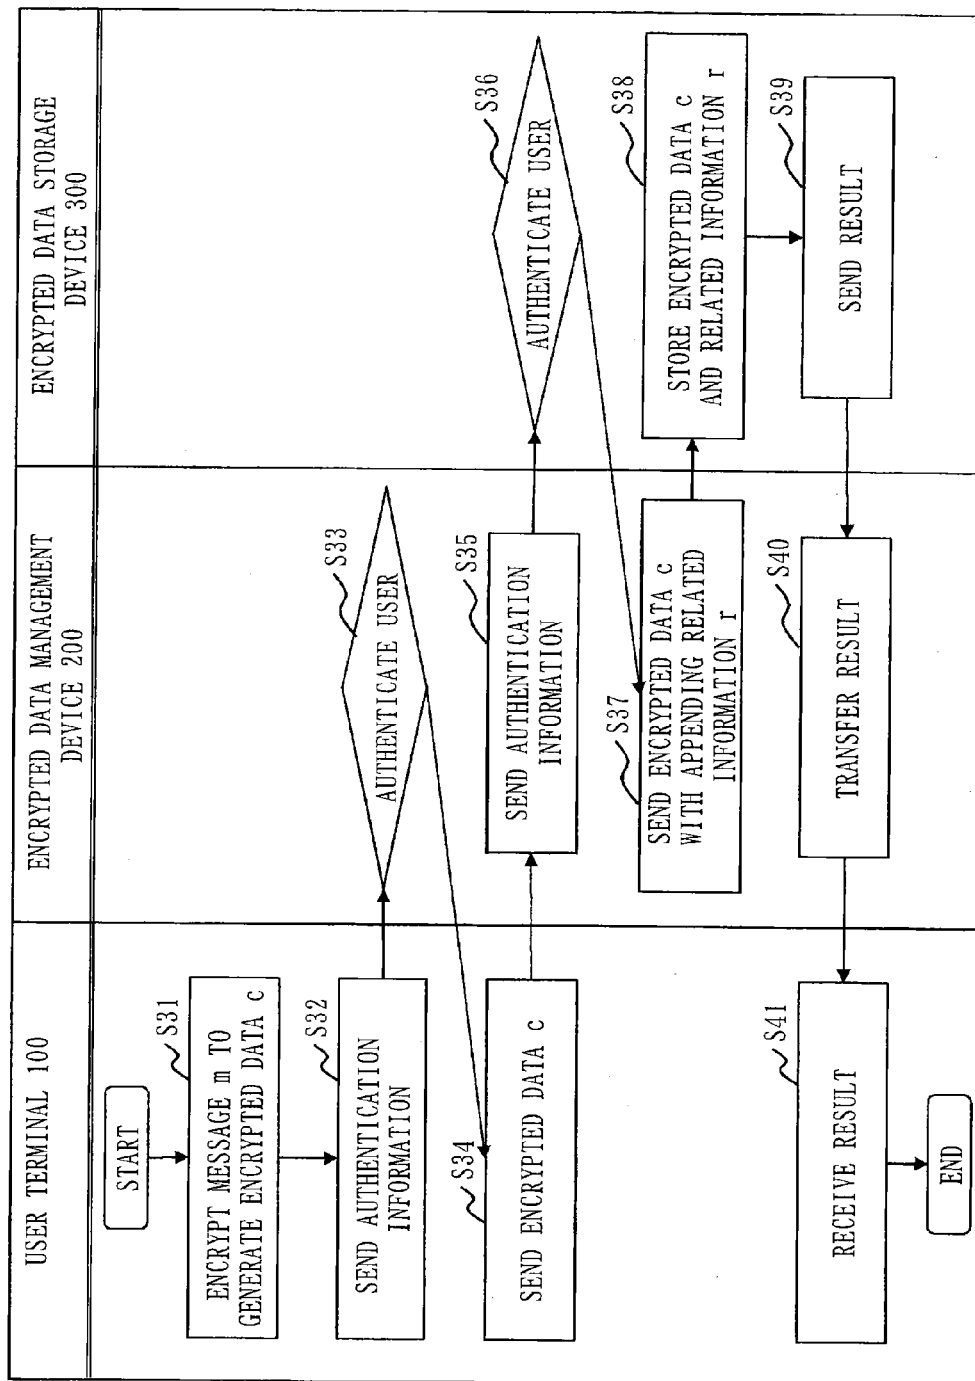 USER TERMINAL 100
ENCRYPTED DATA MANAGEMENT
DEVICE 200
ENCRYPTED DATA STORAGE
DEVICE 300
START
S31
ENCRYPT MESSAGE m TO
GENERATE ENCRYPTED DATA c
S32
SEND AUTHENTICATION
INFORMATION
S33
AUTHENTICATE USER
S34
SEND ENCRYPTED DATA c
S35
SEND AUTHENTICATION
INFORMATION
S36
AUTHENTICATE USER
S37
SEND ENCRYPTED DATA c
WITH APPENDING RELATED
INFORMATION r
S38
STORE ENCRYPTED DATA c
AND RELATED INFORMATION r
S39
SEND RESULT
S40
TRANSFER RESULT
S41
RECEIVE RESULT
END